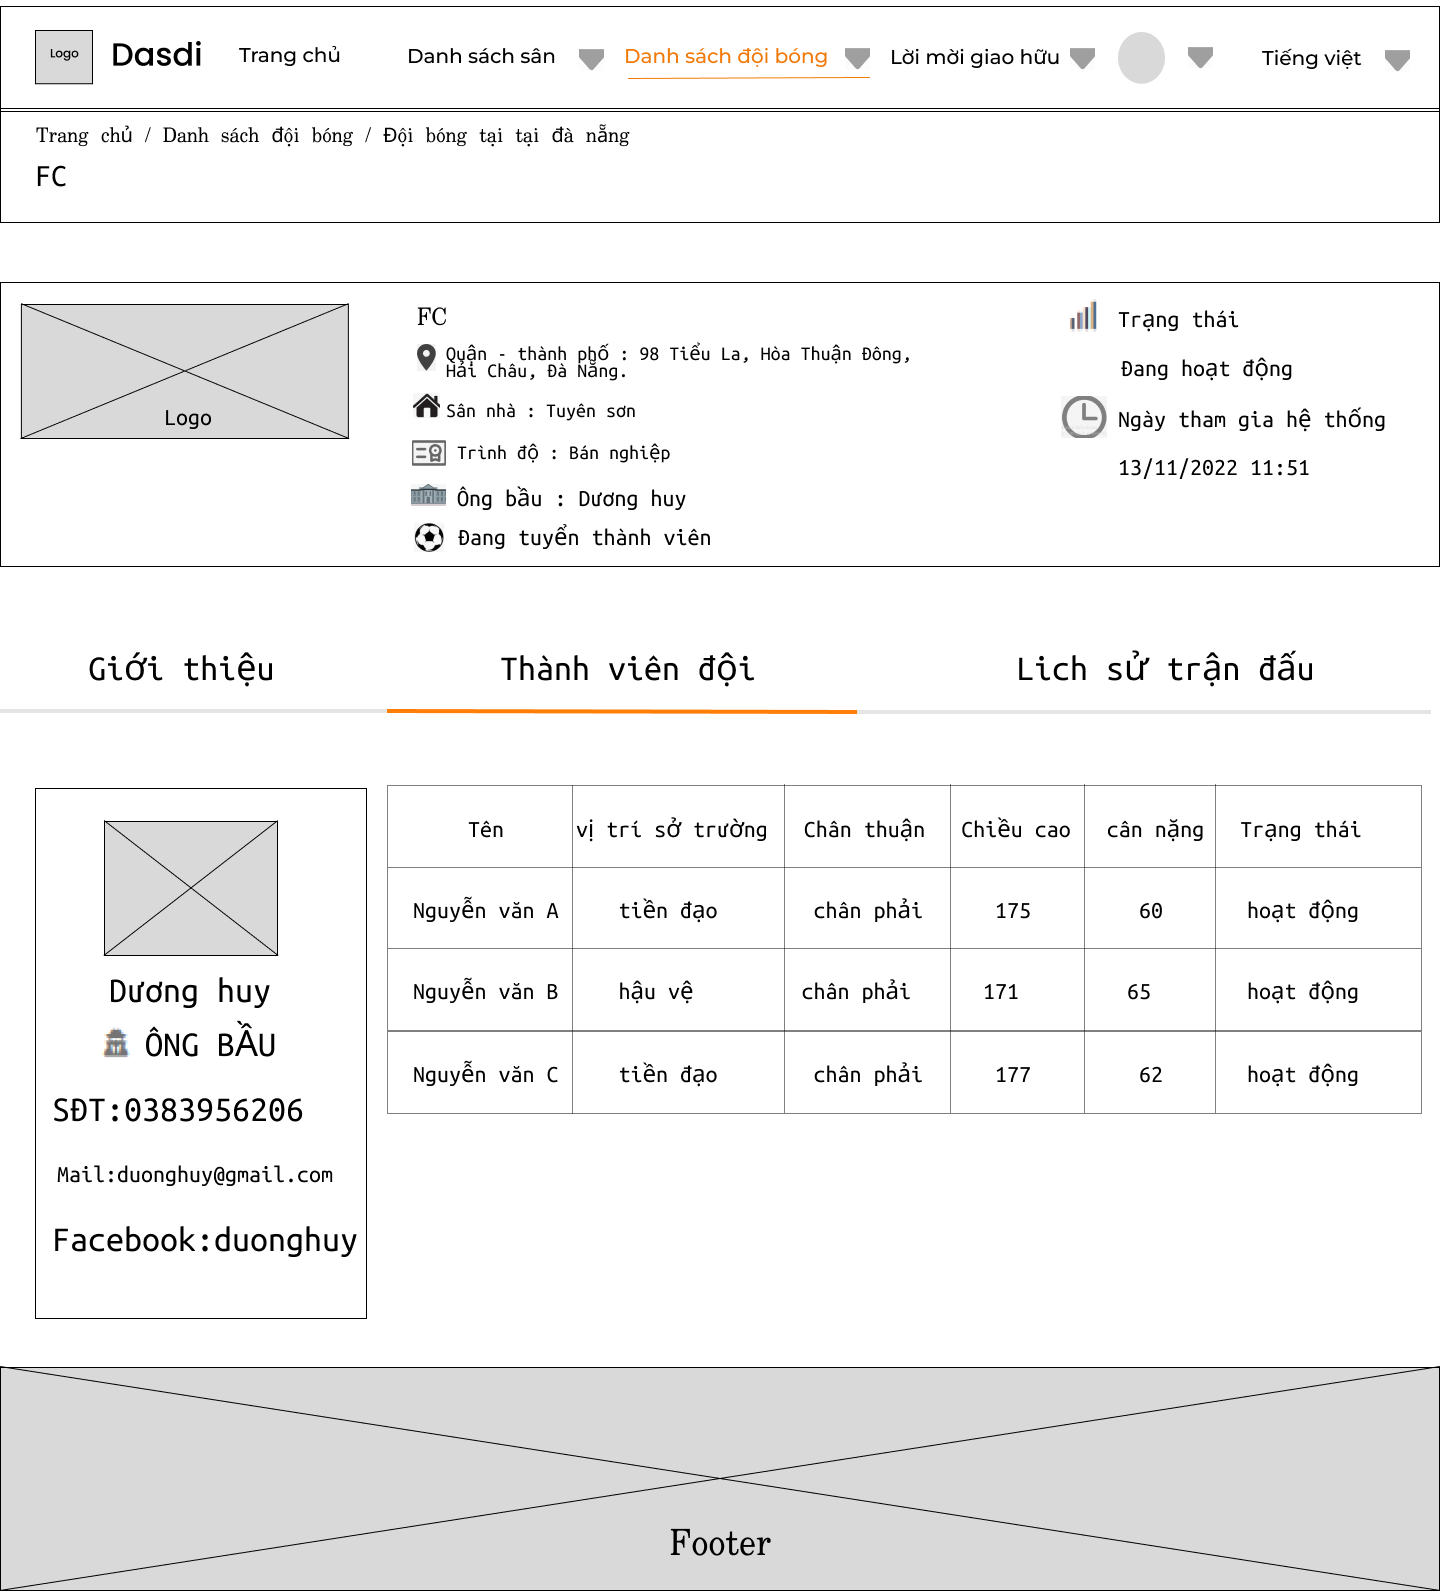 Logo Dasdi Trang chủ Danh sách sân Danh sách đội bóng Lời mời giao hữu Tiếng việt
Trang chủ / Danh sách đội bóng / Đội bóng tại tại đà nẵng
FC
Logo
FC
Quận - thành phố : 98 Tiểu La, Hòa Thuận Đông,
Hải Châu, Đà Nẵng.
Sân nhà : Tuyên sơn
Trình độ : Bán nghiệp
Ông bầu : Dương huy
Đang tuyển thành viên
Trạng thái
Đang hoạt động
Ngày tham gia hệ thống
13/11/2022 11:51
Giới thiệu Thành viên đội Lich sử trận đấu
Dương huy
ÔNG BẦU
SĐT:0383956206
Mail:duonghuy@gmail.com
Facebook:duonghuy
Tên vị trí sở trường Chân thuận Chiều cao cân nặng Trạng thái
Nguyễn văn A tiền đạo chân phải 175 60 hoạt động
Nguyễn văn B hậu vệ chân phải 171 65 hoạt động
Nguyễn văn C tiền đạo chân phải 177 62 hoạt động
Footer